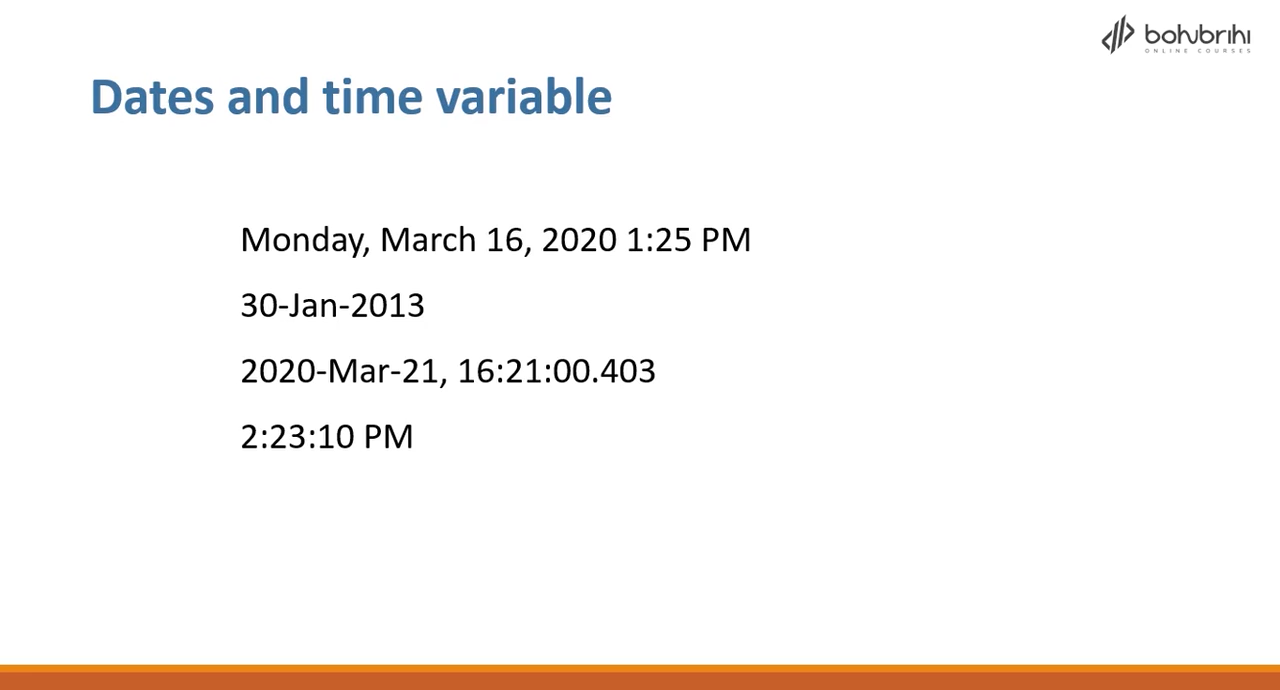 bohubrihi
ONLINE COURSES
Dates and time variable
Monday, March 16, 2020 1:25 PM
30-Jan-2013
2020-Mar-21, 16:21:00.403
2:23:10 PM